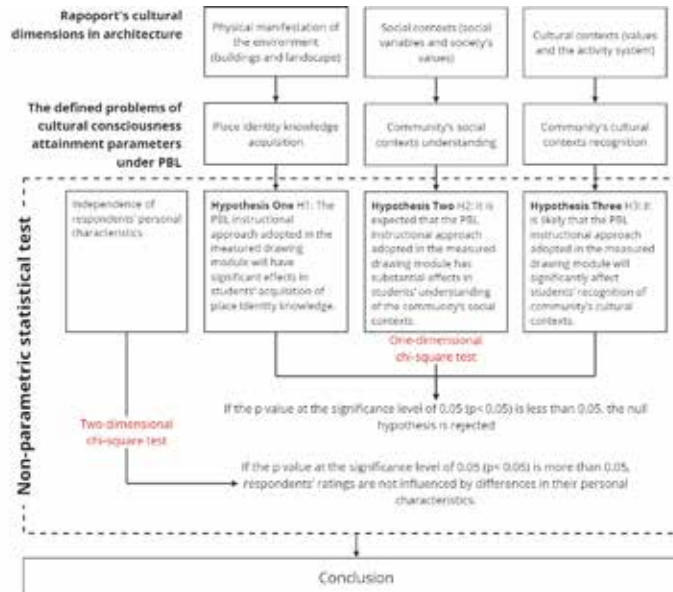 Rapoport's cultural
dimensions in architecture
Physical manifestation
of the environment
(buildings and landscape)
Social contexts (social
variables and society's
values)
Cultural contexts (values
and the activity system)
The defined problems of
cultural consciousness
attainment parameters
under PBL
Place identity knowledge
acquisition
Community's social
contexts understanding
Community's cultural
contexts recognition
Non-parametric statistical test
Independence of
respondents' personal
characteristics
Hypothesis One H1: The
PBL instructional
approach adopted in the
measured drawing module
will have
significant effects in
students' acquisition of
place Identity knowledge.
Hypothesis Two H2: It is
expected that the PBL
instructional approach
adopted in the measured
drawing module has
substantial effects in
students' understanding
of the community's social
contexts.
Hypothesis Three H3: It
is likely that the PBL
instructional approach
adopted in the measured
drawing module will
significantly affect
students' recognition of
community's cultural
contexts.
One-dimensional
chi-square test
If the p value at the significance level of 0.05 (p< 0.05) is less than 0.05, the null
hypothesis is rejected
Two-dimensional
chi-square test
If the p value at the significance level of 0.05 (p< 0.05) is more than 0.05,
respondents' ratings are not influenced by differences in their personal
characteristics.
Conclusion